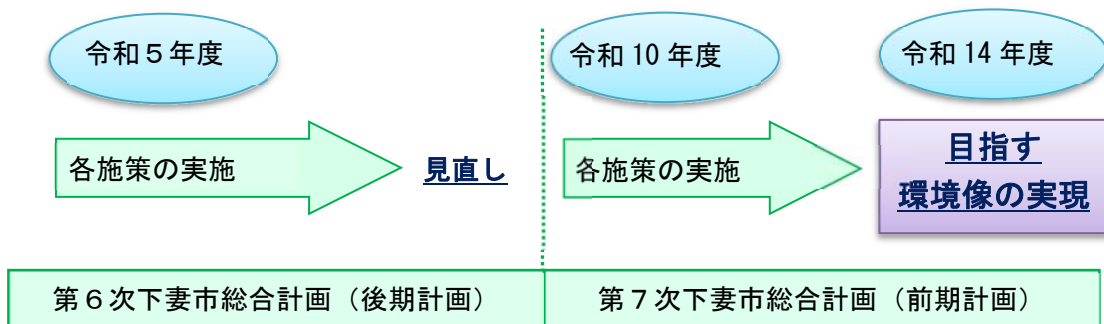 令和５年度
令和 10 年度
令和 14 年度
各施策の実施
見直し
各施策の実施
目指す
環境像の実現
第６次下妻市総合計画（後期計画）
第７次下妻市総合計画（前期計画）